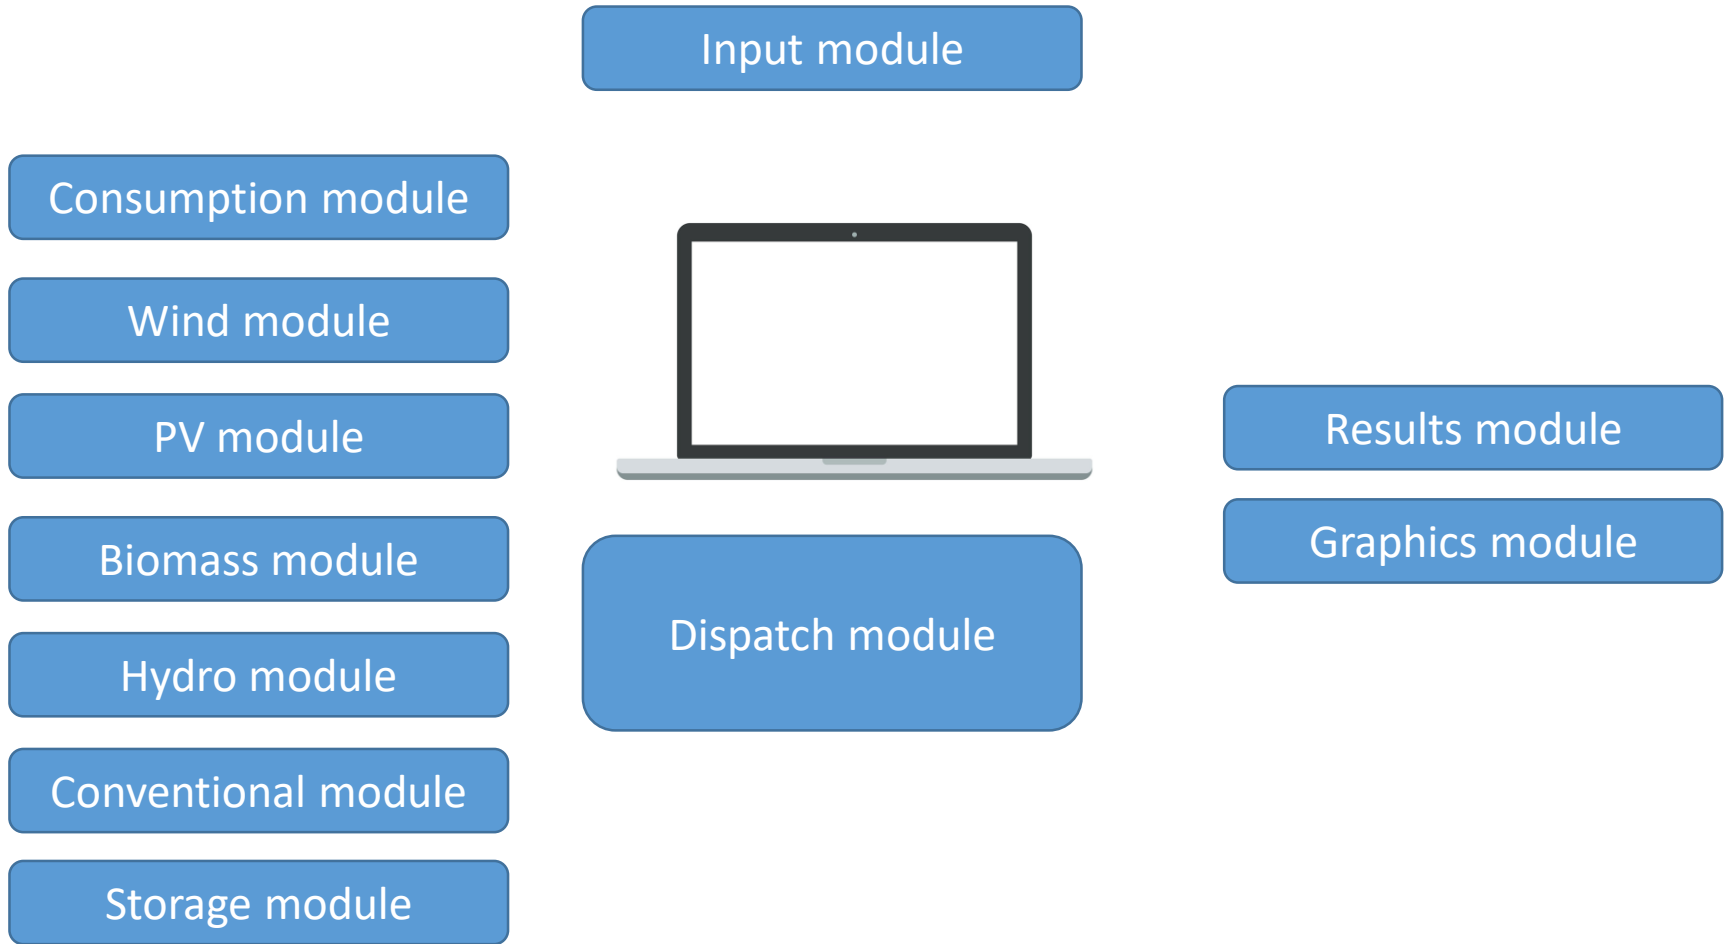 Input module
Consumption module
Wind module
PV module
Biomass module
Hydro module
Conventional module
Storage module
Dispatch module
Results module
Graphics module